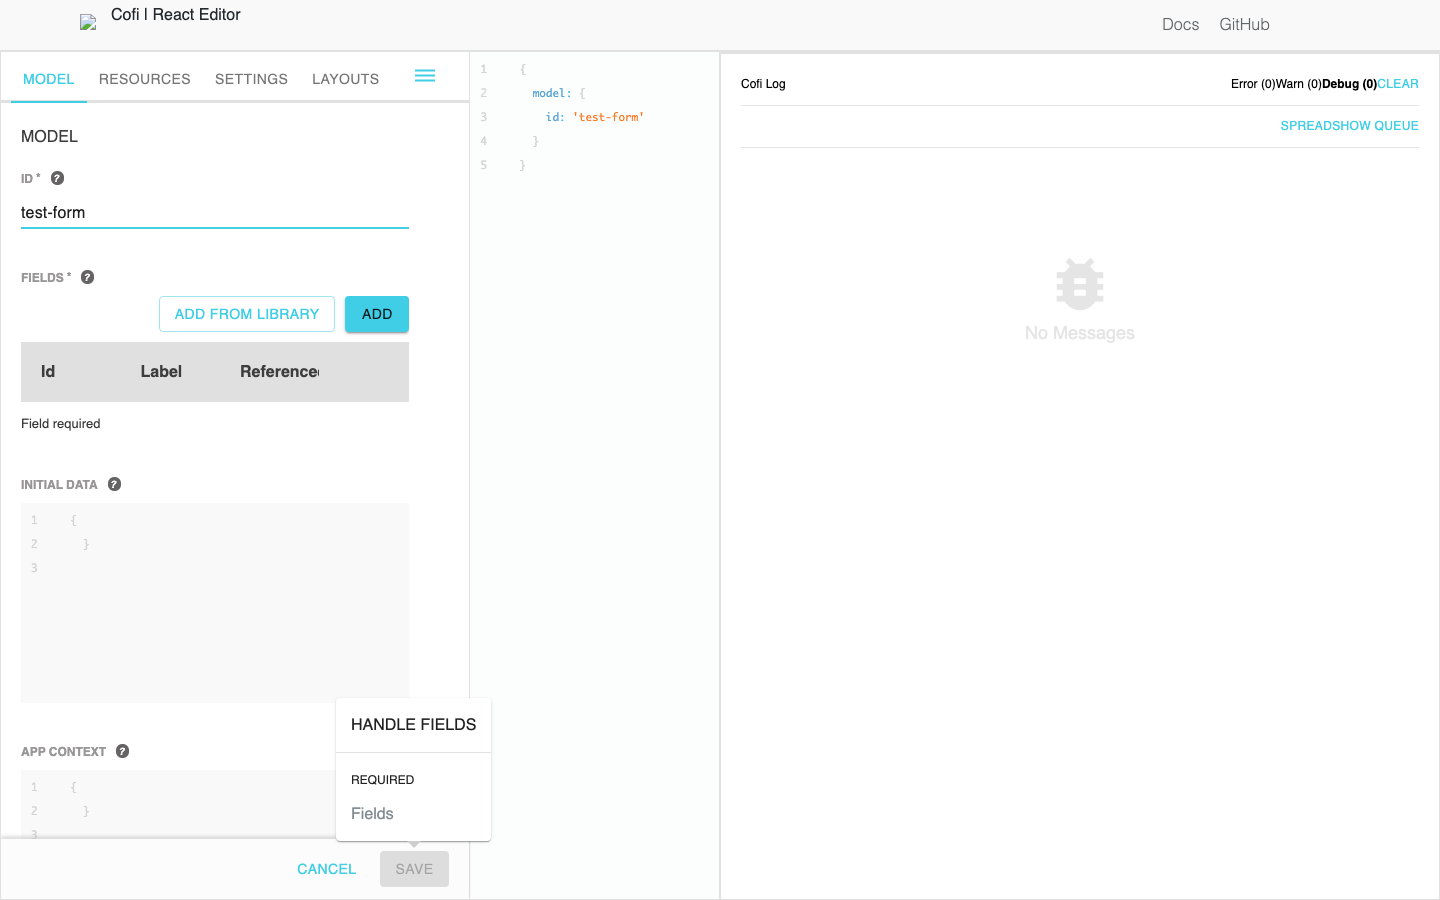 Cofi | React Editor
Docs GitHub
MODEL RESOURCES SETTINGS LAYOUTS
MODEL
ID *
test-form
FIELDS *
ADD FROM LIBRARY ADD
Id Label Reference
Field required
INITIAL DATA
1 {
2 }
3
APP CONTEXT
1 {
2 }
3
HANDLE FIELDS
REQUIRED
Fields
CANCEL SAVE
1 {
2 model: {
3 id: 'test-form'
4 }
5 }
Cofi Log Error (0)Warn (0)Debug (0)CLEAR
SPREADSHOW QUEUE
No Messages